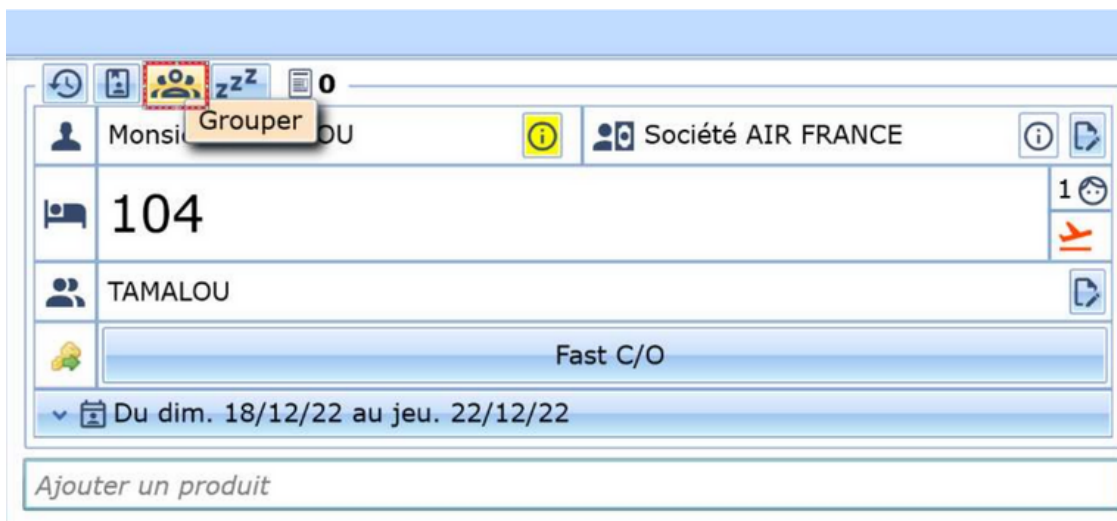 zzZ 0
Grouper
OU Société AIR FRANCE
104 1
TAMALOU
Fast C/O
Du dim. 18/12/22 au jeu. 22/12/22
Ajouter un produit